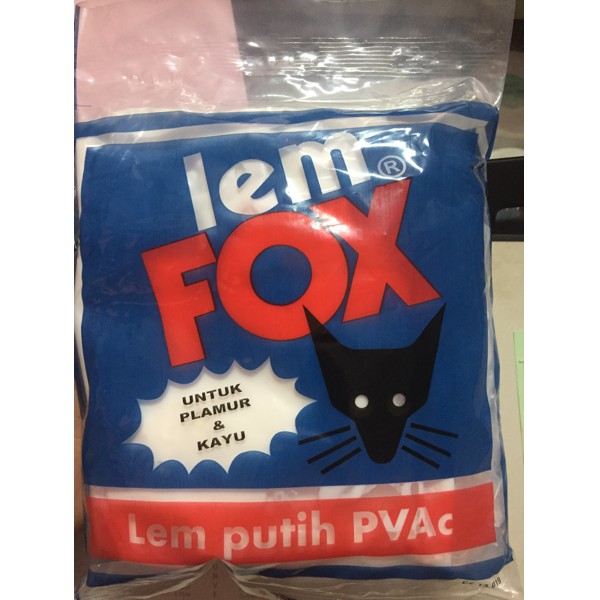 lem ®
FOX
UNTUK
PLAMUR
&
KAYU
Lem putih PVAc